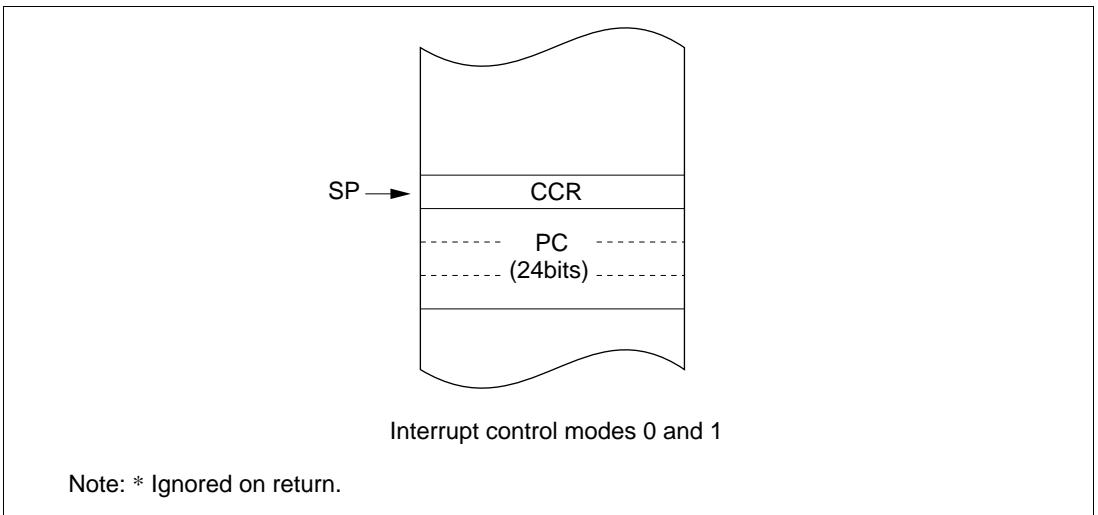 SP
CCR
PC
(24bits)
Interrupt control modes 0 and 1
Note: * Ignored on return.